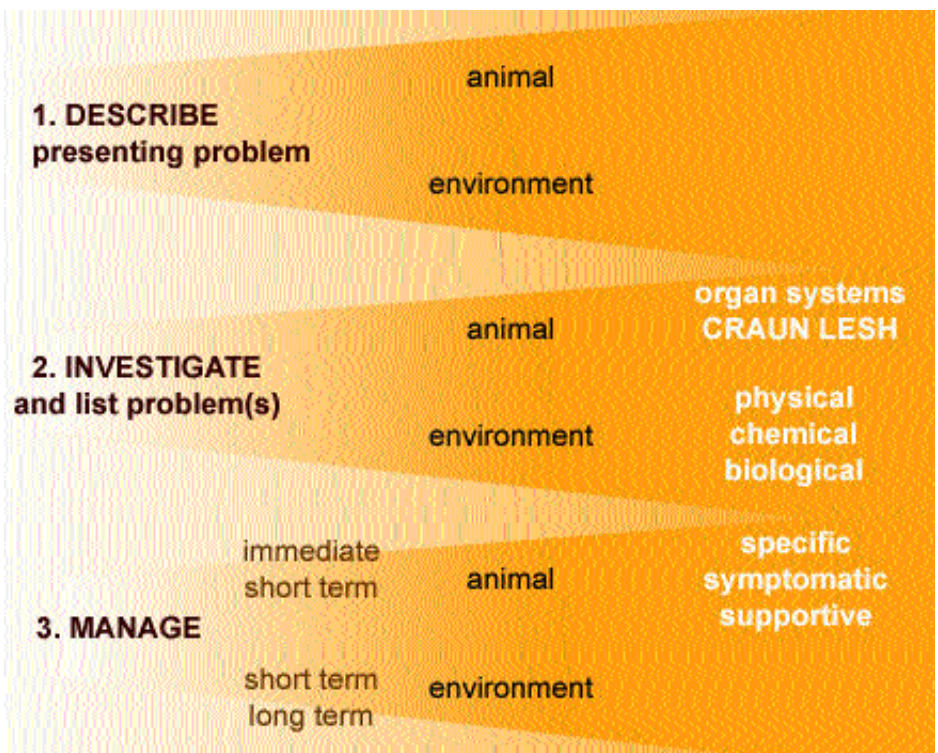 animal
1. DESCRIBE
presenting problem
environment
organ systems
CRAUN LESH
animal
2. INVESTIGATE
and list problem(s)
physical
chemical
biological
environment
immediate
short term
animal
specific
symptomatic
supportive
3. MANAGE
short term
long term
environment